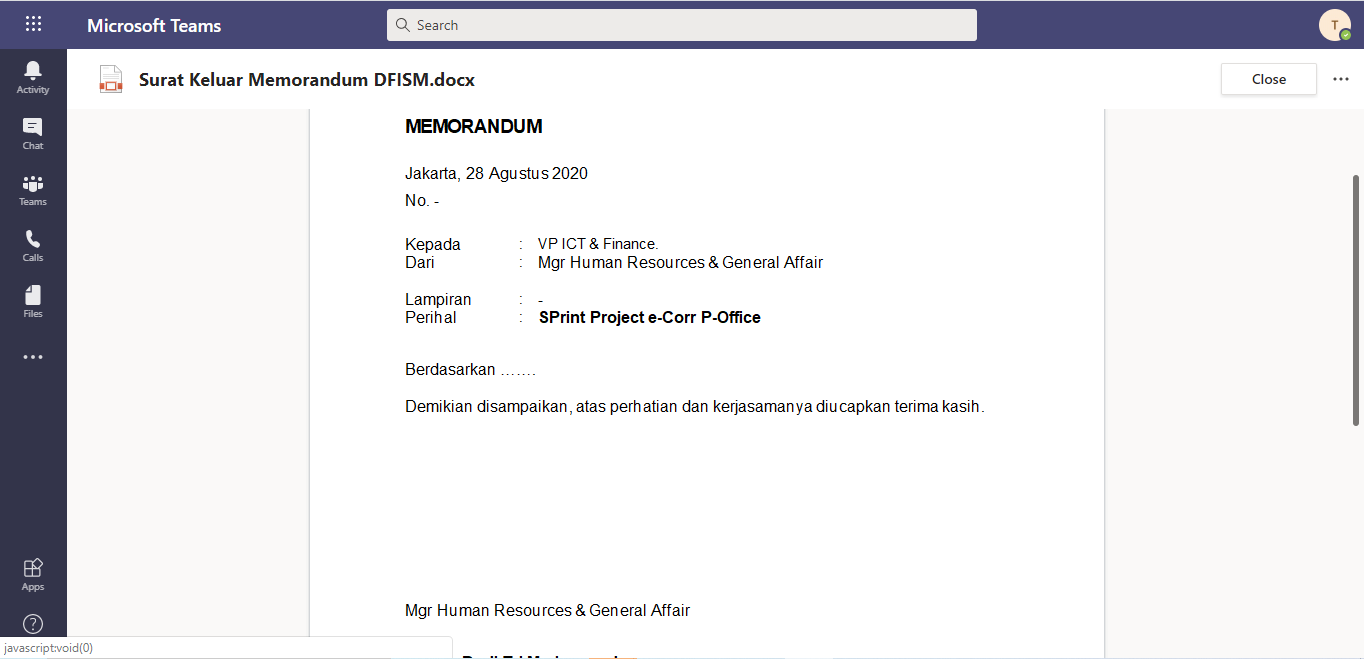 Microsoft Teams
Search
T
Activity
Chat
Teams
Calls
Files
Apps
Surat Keluar Memorandum DFISM.docx
Close
MEMORANDUM
Jakarta, 28 Agustus 2020
No. -
Kepada : VP ICT & Finance.
Dari : Mgr Human Resources & General Affair
Lampiran : -
Perihal : SPrint Project e-Corr P-Office
Berdasarkan …….
Demikian disampaikan, atas perhatian dan kerjasamanya diucapkan terima kasih.
Mgr Human Resources & General Affair
javascript:void(0)